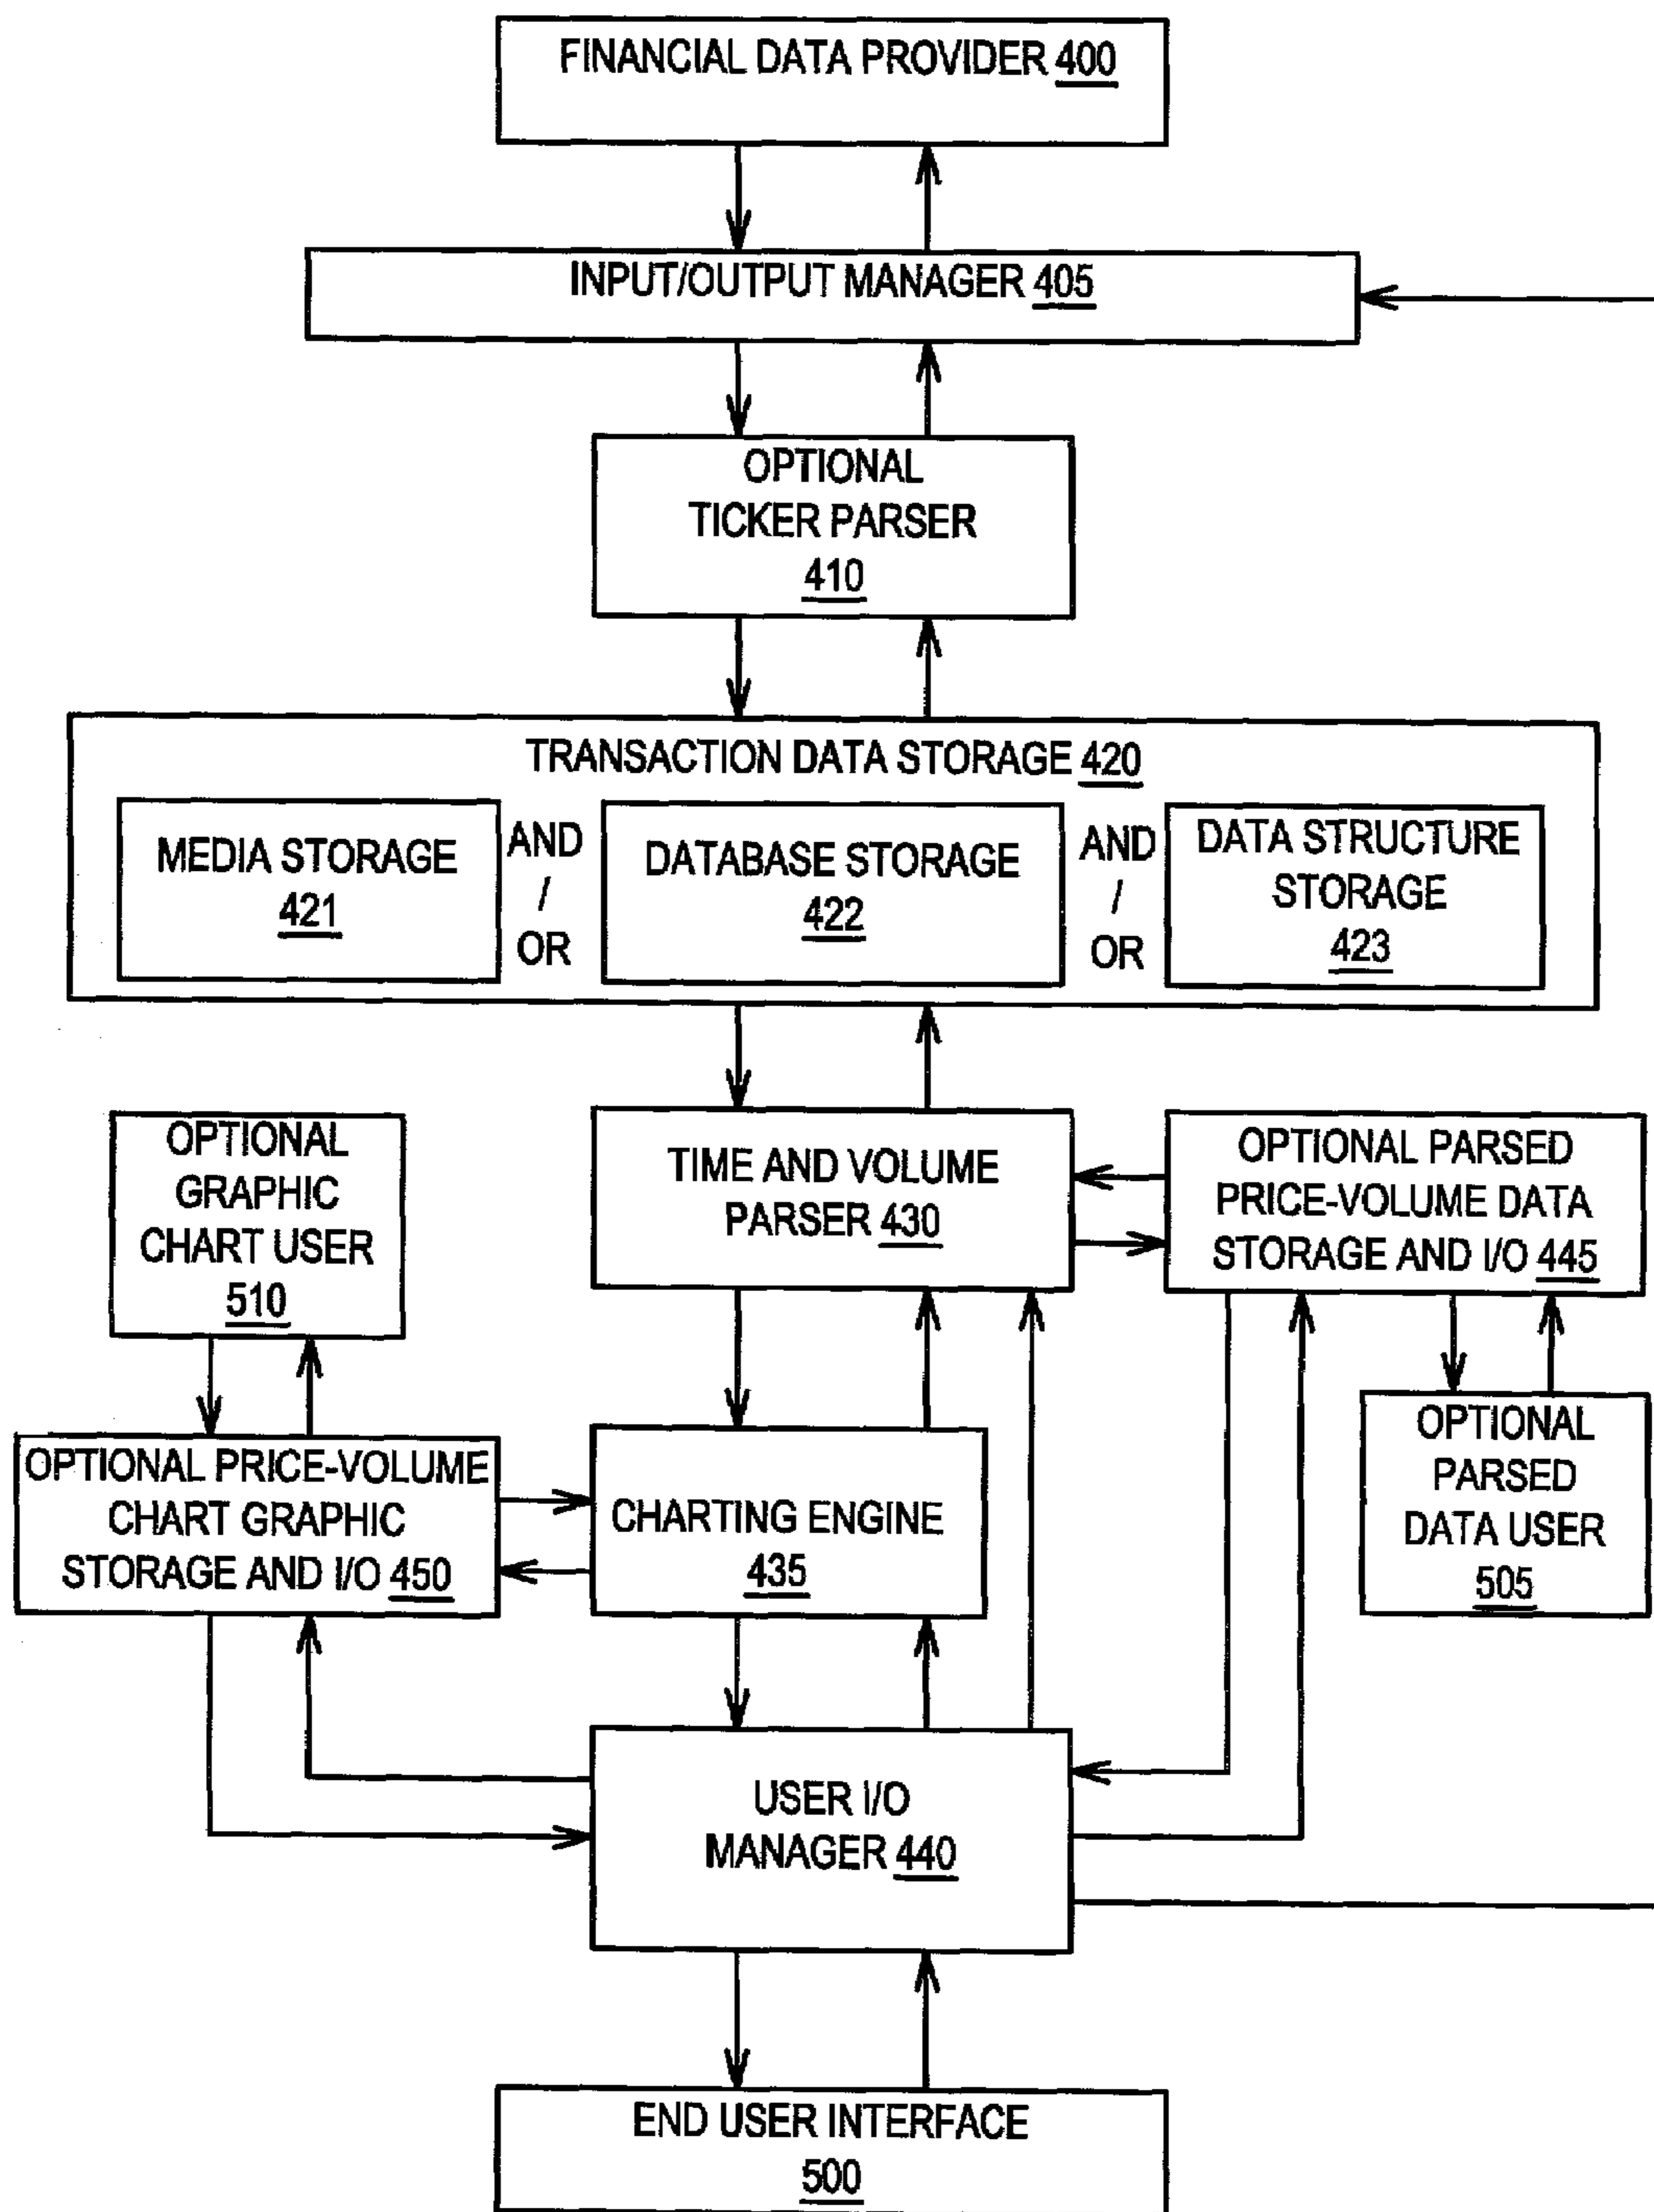 FINANCIAL DATA PROVIDER 400
INPUT/OUTPUT MANAGER 405
OPTIONAL
TICKER PARSER
410
TRANSACTION DATA STORAGE 420
MEDIA STORAGE
421
AND
/
OR
DATABASE STORAGE
422
AND
/
OR
DATA STRUCTURE
STORAGE
423
OPTIONAL
GRAPHIC
CHART USER
510
TIME AND VOLUME
PARSER 430
OPTIONAL PARSED
PRICE-VOLUME DATA
STORAGE AND I/O 445
OPTIONAL PRICE-VOLUME
CHART GRAPHIC
STORAGE AND I/O 450
CHARTING ENGINE
435
OPTIONAL
PARSED
DATA USER
505
USER I/O
MANAGER 440
END USER INTERFACE
500